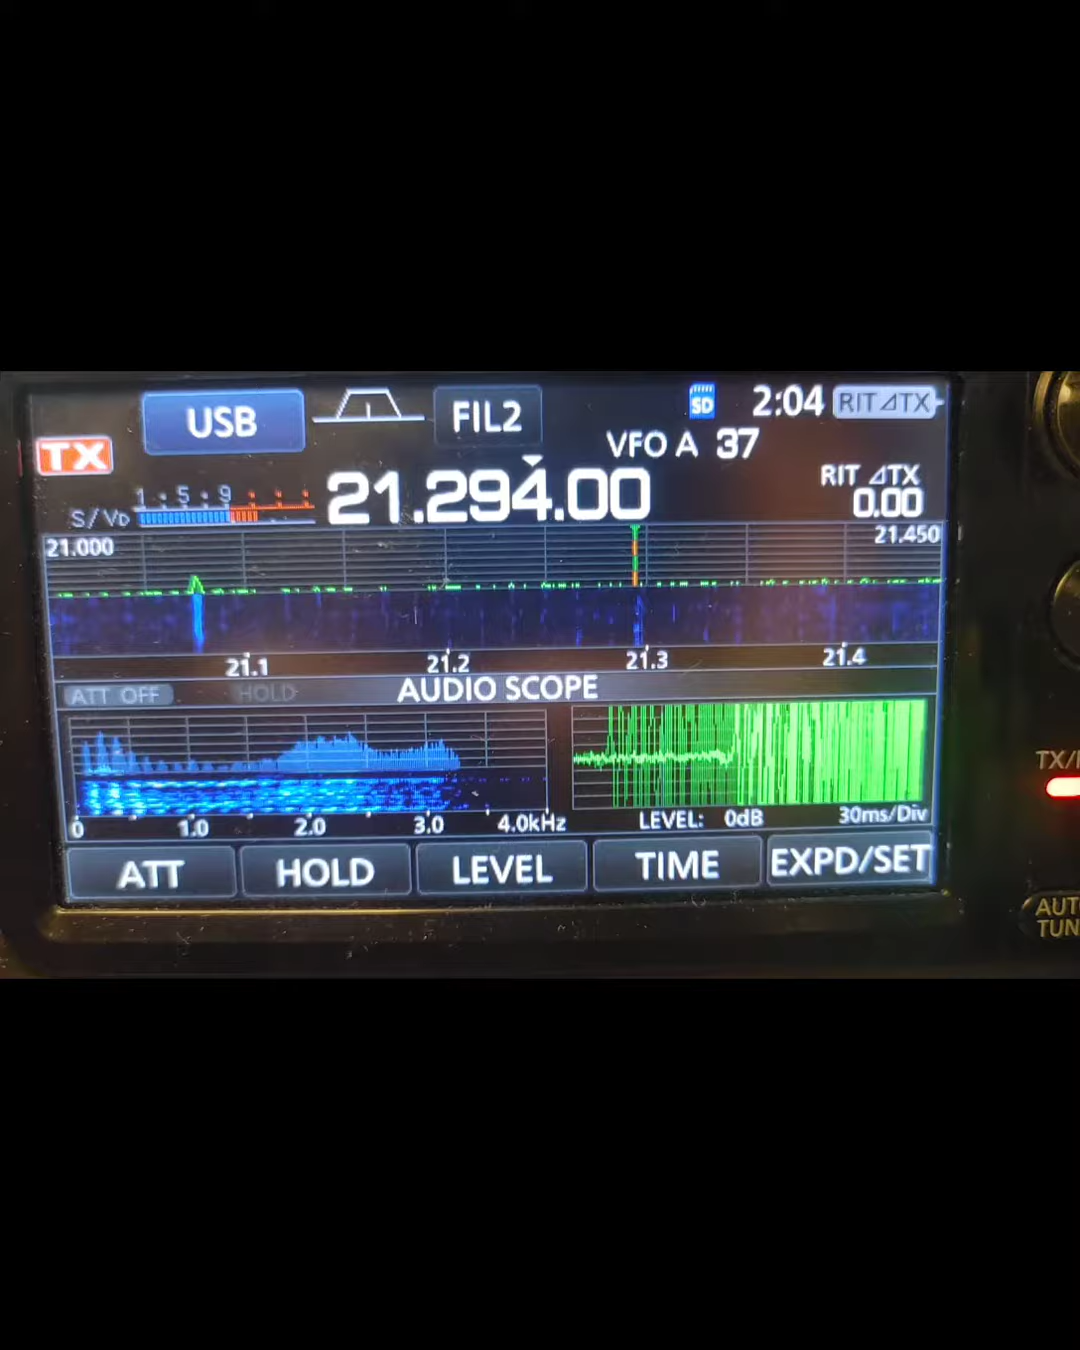 USB FIL2 SD 2:04 RIT⊿TX
VFO A 37
TX
RIT ⊿TX
1 5 9 21.294.00 0.00
S/VD
21.000 21.450
21.1 21.2 21.3 21.4
ATT OFF HOLD AUDIO SCOPE
0 1.0 2.0 3.0 4.0kHz LEVEL: 0dB 30ms/Div
ATT HOLD LEVEL TIME EXPD/SET
TX/
AUT
TUN